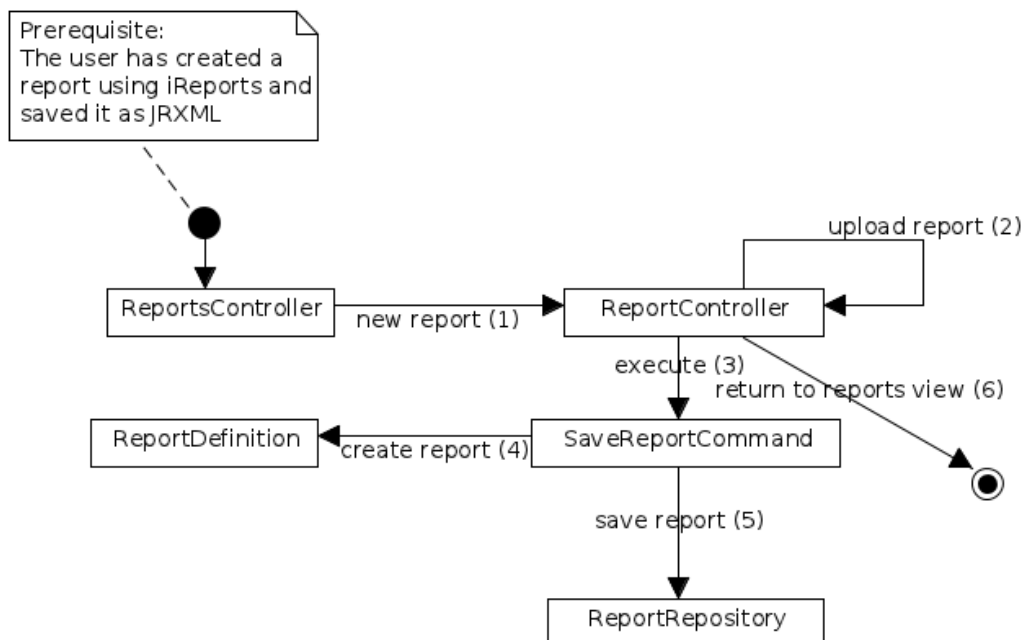 Prerequisite:
The user has created a
report using iReports and
saved it as JRXML
upload report (2)
ReportsController
ReportController
new report (1)
execute (3)
return to reports view (6)
ReportDefinition
SaveReportCommand
create report (4)
save report (5)
ReportRepository